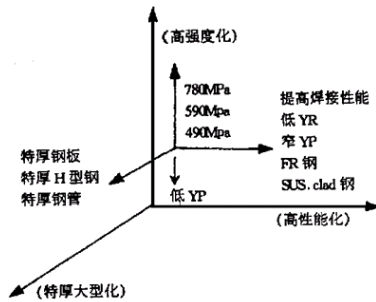 (高强度化)
780MPa
590Mpa
490Mpa
提高焊接性能
低 YR
窄 YP
FR 钢
SUS. clad 钢
特厚钢板
特厚 H 型钢
特厚钢管
低 YP
(高性能化)
(特厚大型化)